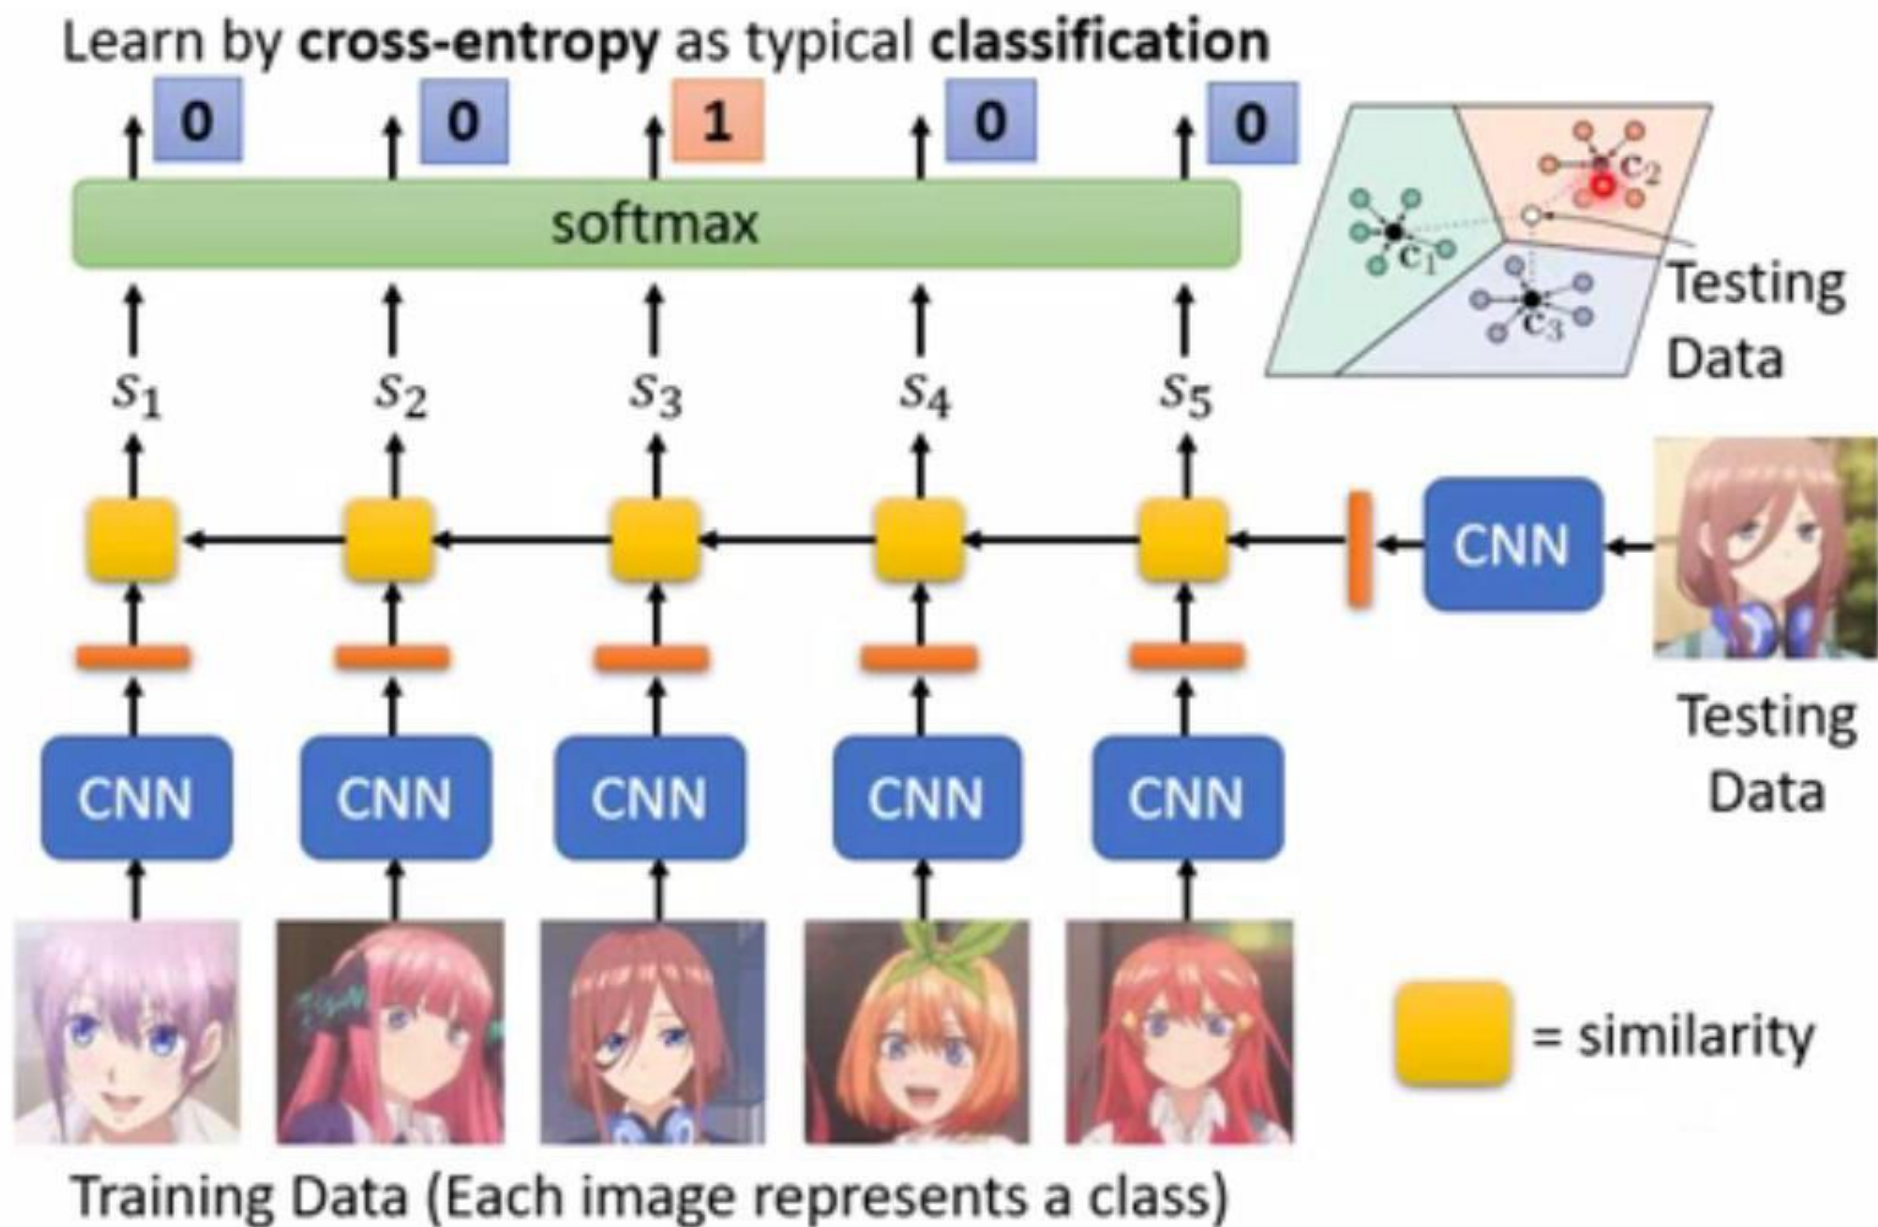 Learn by cross-entropy as typical classification
0 0 1 0 0
softmax
c₁
c₂
c₃
Testing
Data
S₁ S₂ S₃ S₄ S₅
CNN
Testing
Data
CNN CNN CNN CNN CNN
= similarity
Training Data (Each image represents a class)